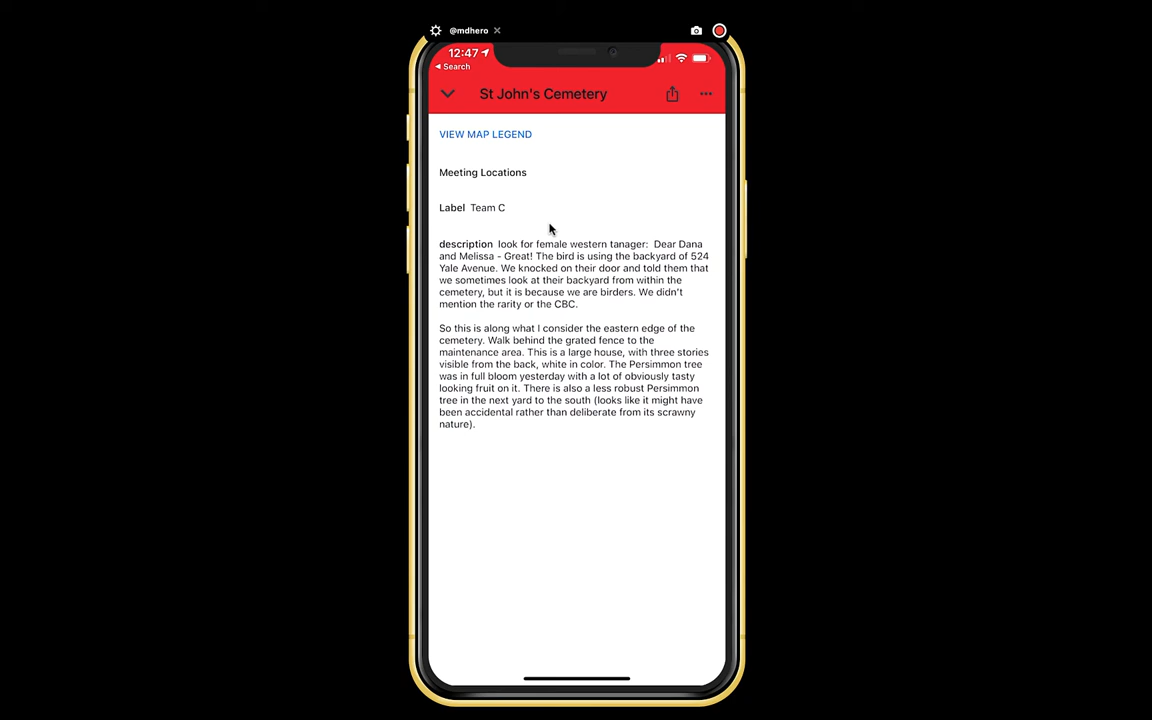 @mdhero
12:47
Search
St John's Cemetery
VIEW MAP LEGEND
Meeting Locations
Label Team C
description look for female western tanager: Dear Dana
and Melissa - Great! The bird is using the backyard of 524
Yale Avenue. We knocked on their door and told them that
we sometimes look at their backyard from within the
cemetery, but it is because we are birders. We didn't
mention the rarity or the CBC.
So this is along what I consider the eastern edge of the
cemetery. Walk behind the grated fence to the
maintenance area. This is a large house, with three stories
visible from the back, white in color. The Persimmon tree
was in full bloom yesterday with a lot of obviously tasty
looking fruit on it. There is also a less robust Persimmon
tree in the next yard to the south (looks like it might have
been accidental rather than deliberate from its scrawny
nature).